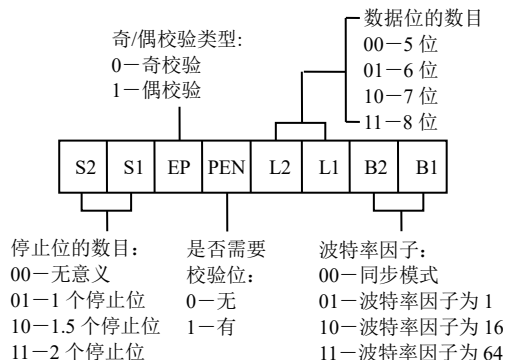 奇/偶校验类型:
0－奇校验
1－偶校验
数据位的数目
00－5 位
01－6 位
10－7 位
11－8 位
S2 S1 EP PEN L2 L1 B2 B1
停止位的数目：
00－无意义
01－1 个停止位
10－1.5 个停止位
11－2 个停止位
是否需要
校验位：
0－无
1－有
波特率因子：
00－同步模式
01－波特率因子为 1
10－波特率因子为 16
11－波特率因子为 64